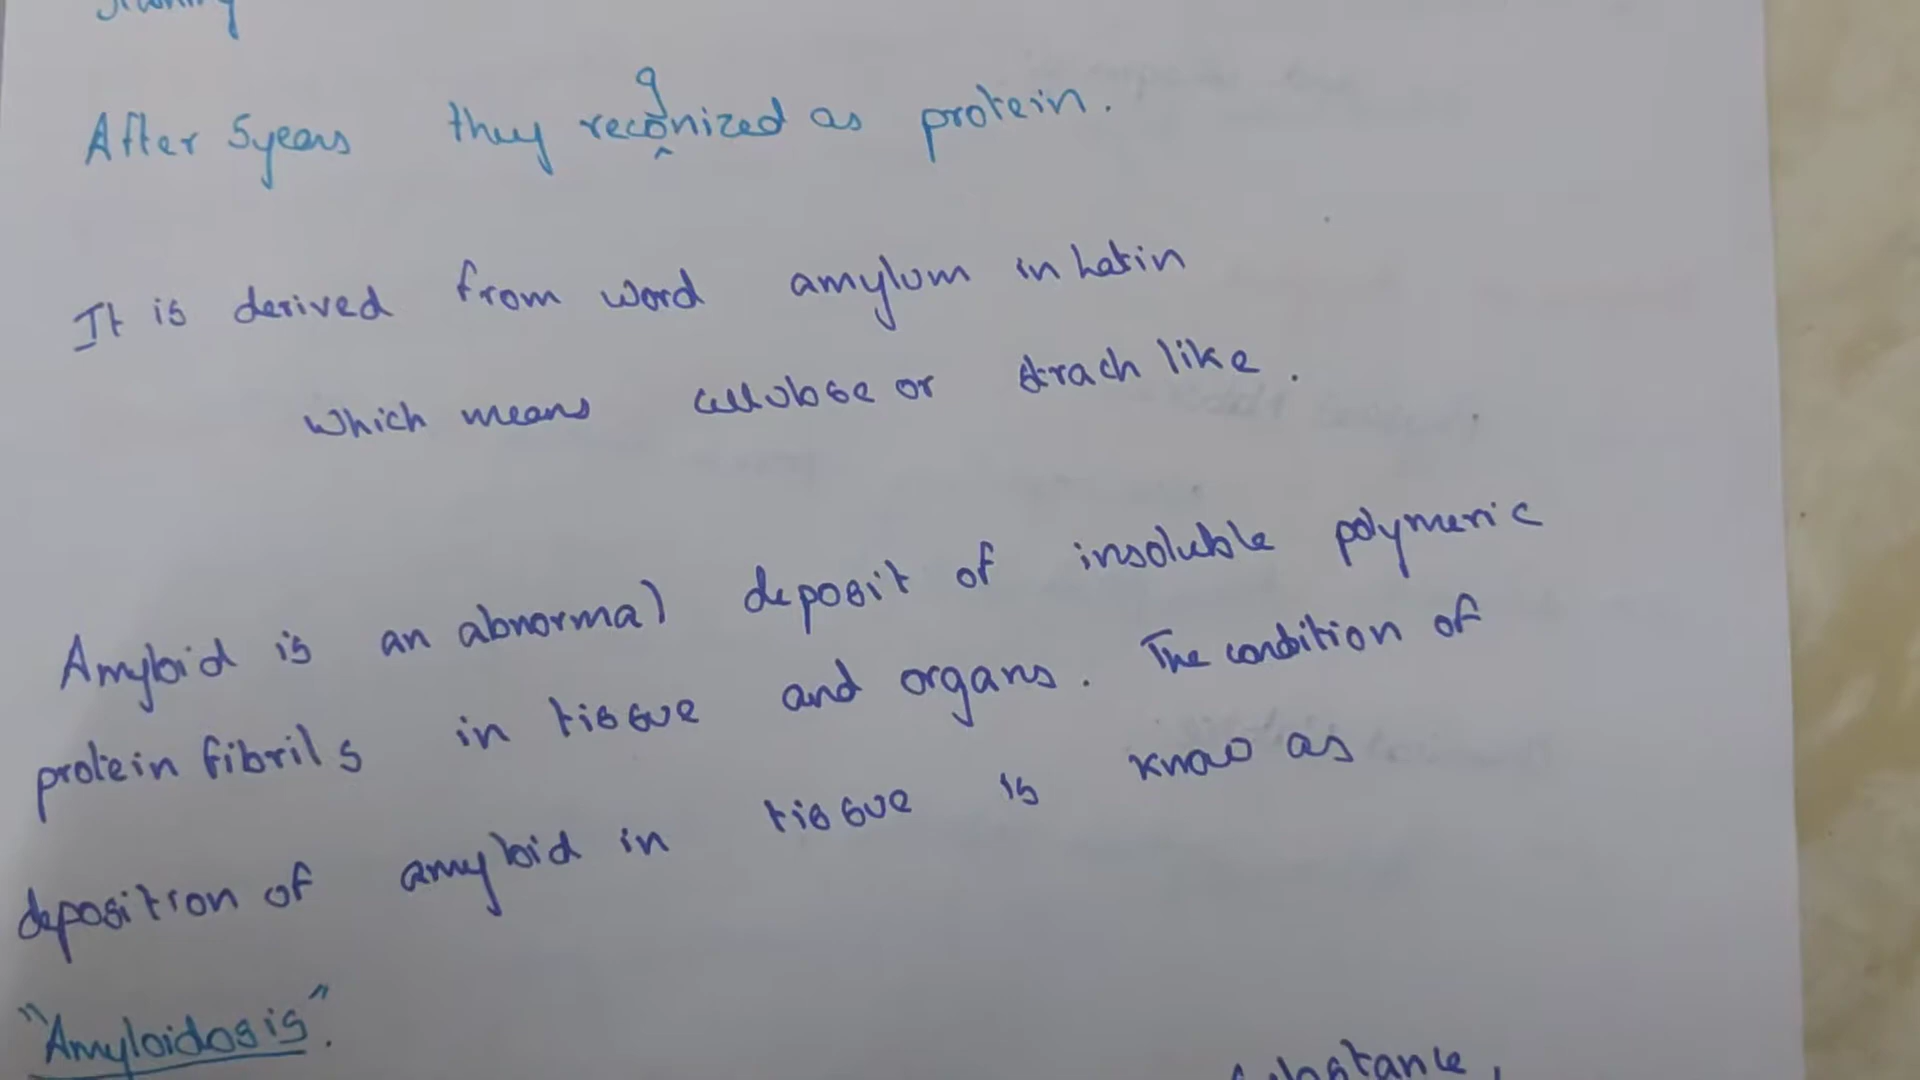 After 5years they recognized as protein.
It is derived from word amylum in Latin
which means cellulose or strach like.
Amyloid is an abnormal deposit of insoluble polymeric
protein fibrils in tissue and organs. The condition of
deposition of amyloid in tissue is know as
"Amyloidosis".
Substance,